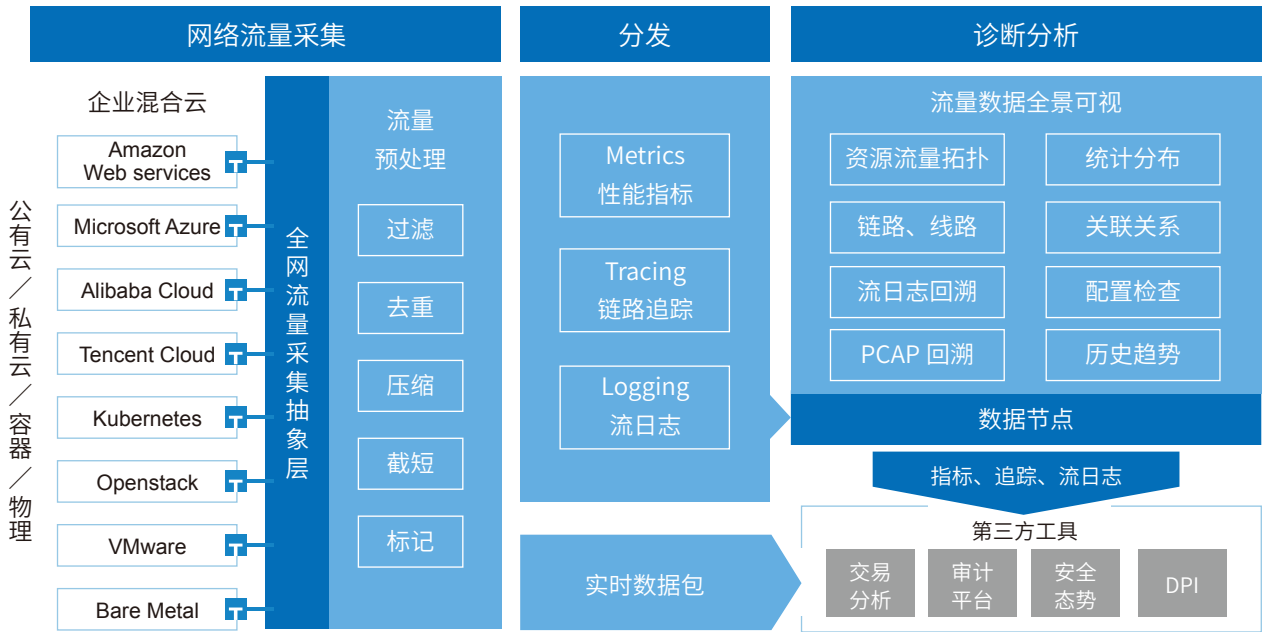 网络流量采集
分发
诊断分析
公有云／私有云／容器／物理
企业混合云
Amazon
Web services
T
Microsoft Azure
T
Alibaba Cloud
T
Tencent Cloud
T
Kubernetes
T
Openstack
T
VMware
T
Bare Metal
T
全网流量采集抽象层
流量
预处理
过滤
去重
压缩
截短
标记
Metrics
性能指标
Tracing
链路追踪
Logging
流日志
实时数据包
流量数据全景可视
资源流量拓扑
统计分布
链路、线路
关联关系
流日志回溯
配置检查
PCAP 回溯
历史趋势
数据节点
指标、追踪、流日志
第三方工具
交易
分析
审计
平台
安全
态势
DPI